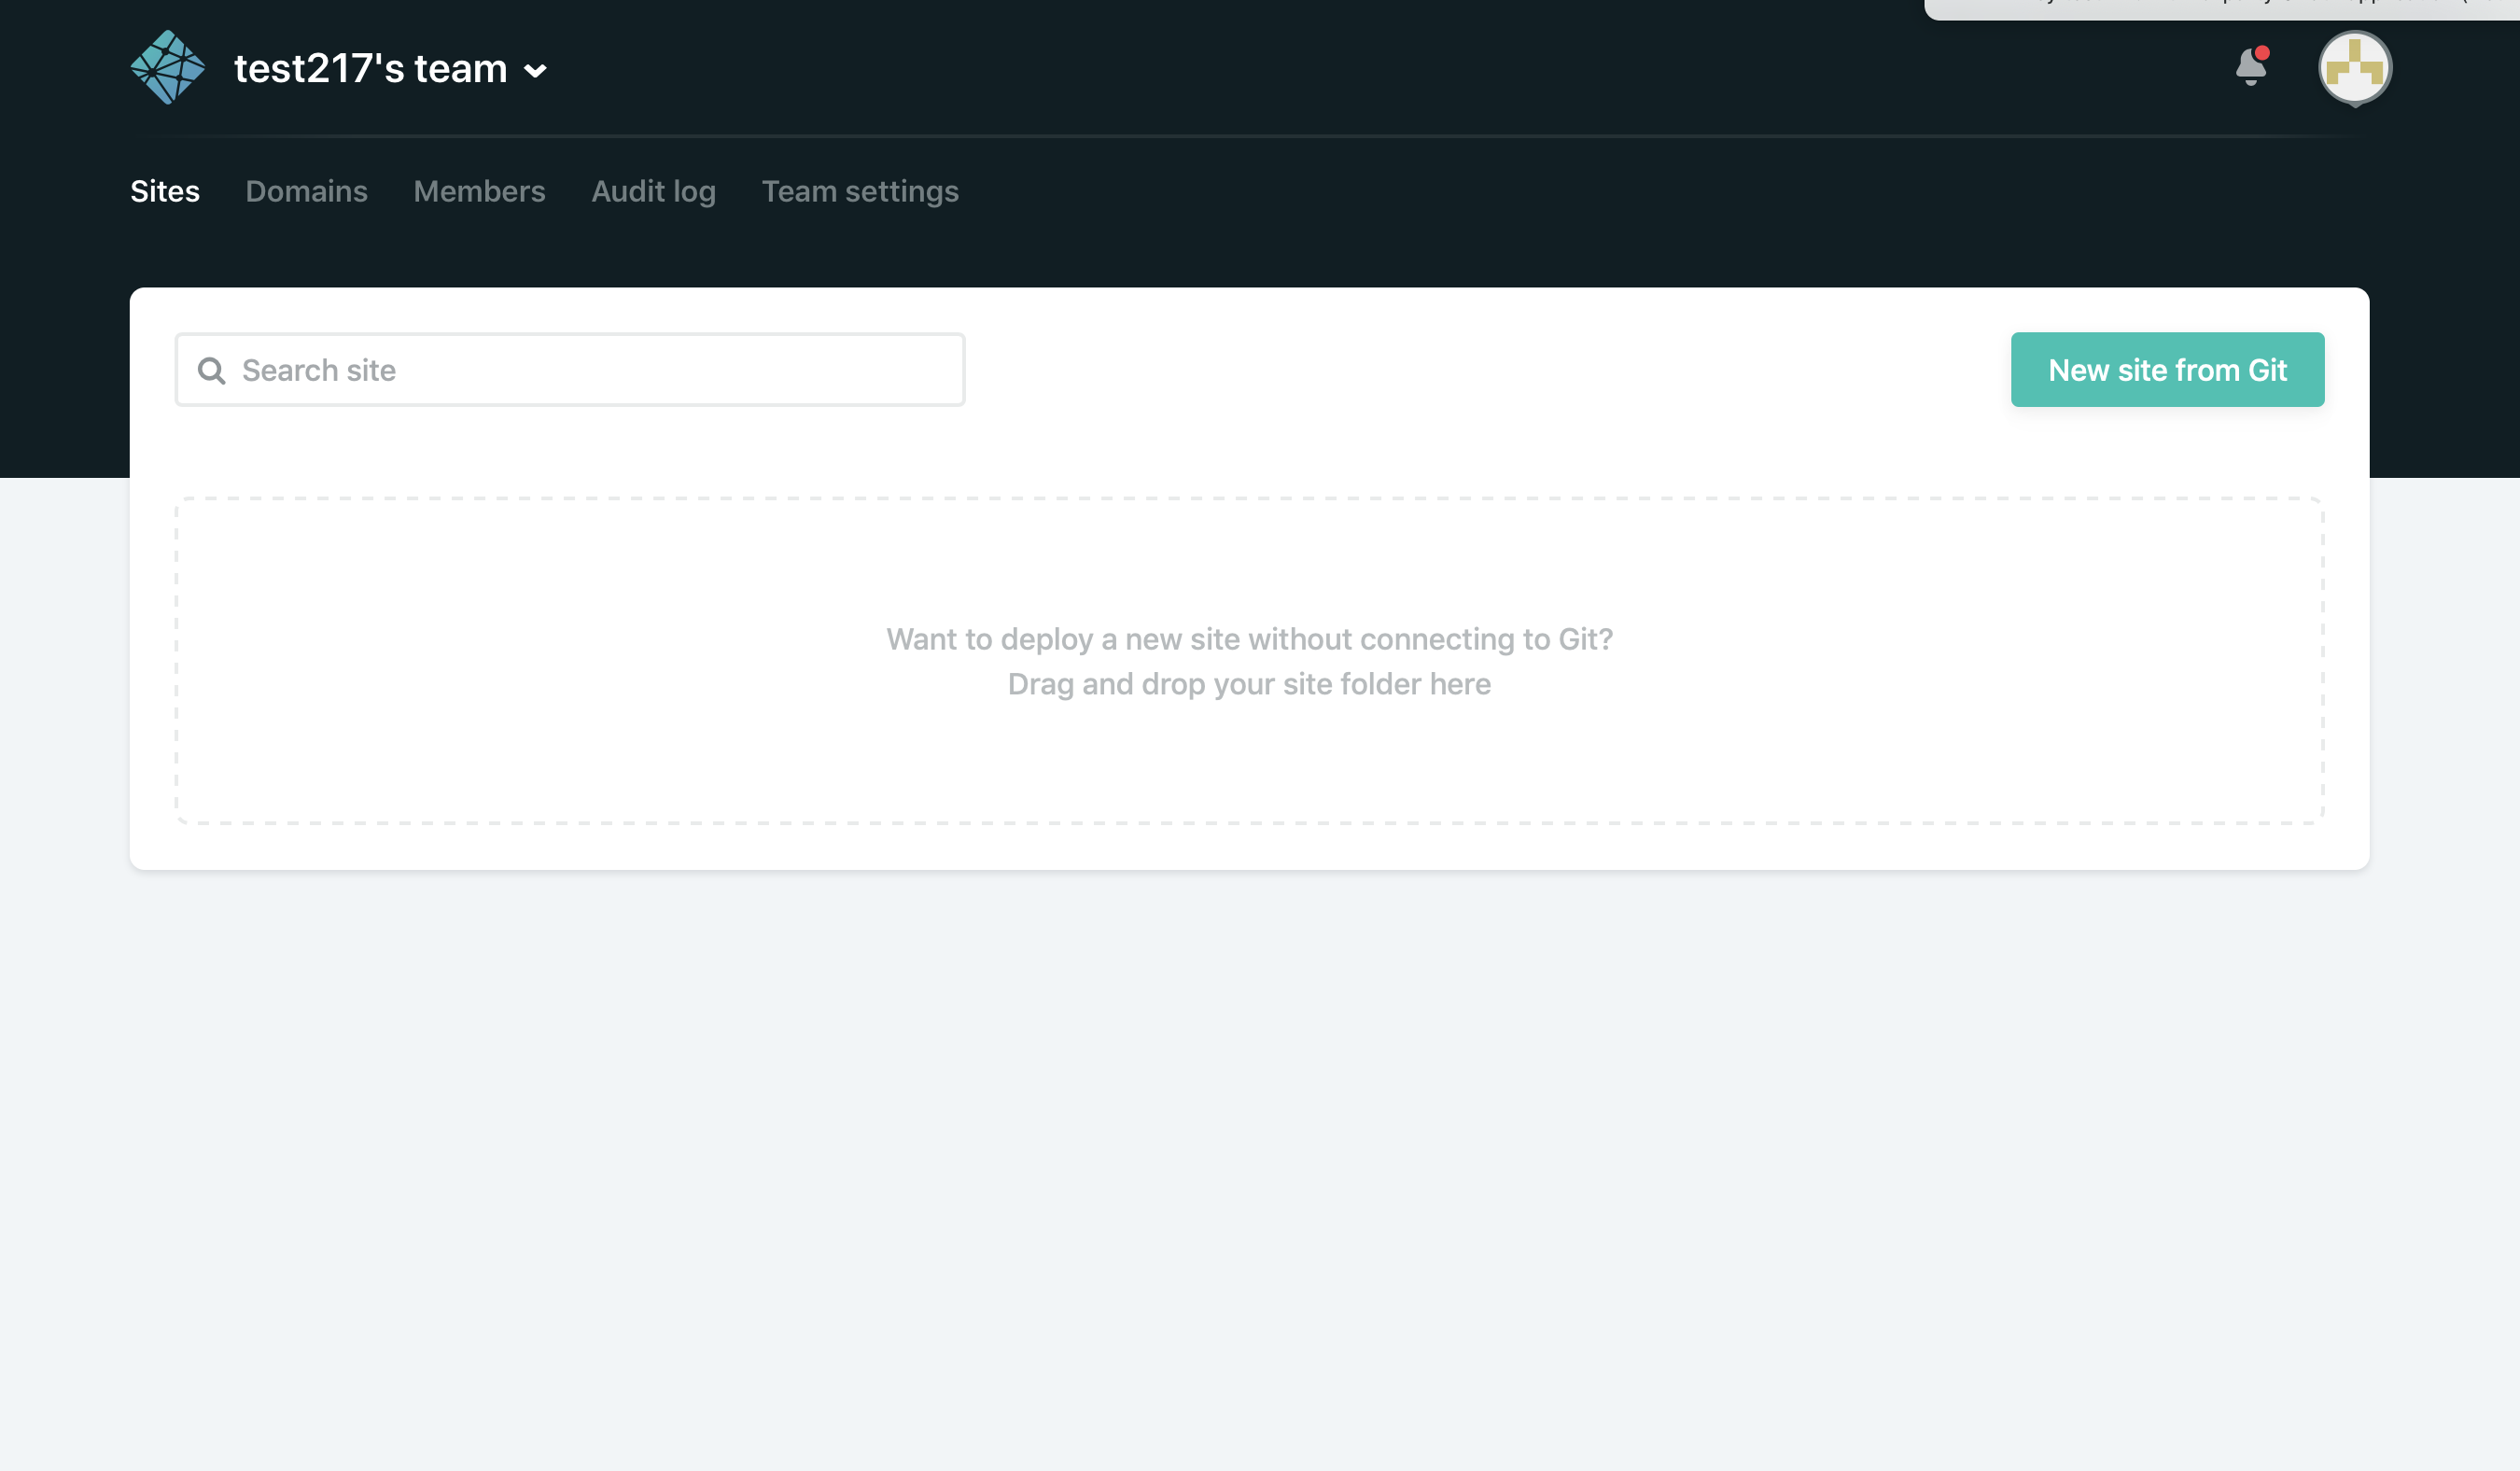 test217's team
Sites Domains Members Audit log Team settings
Search site
New site from Git
Want to deploy a new site without connecting to Git?
Drag and drop your site folder here